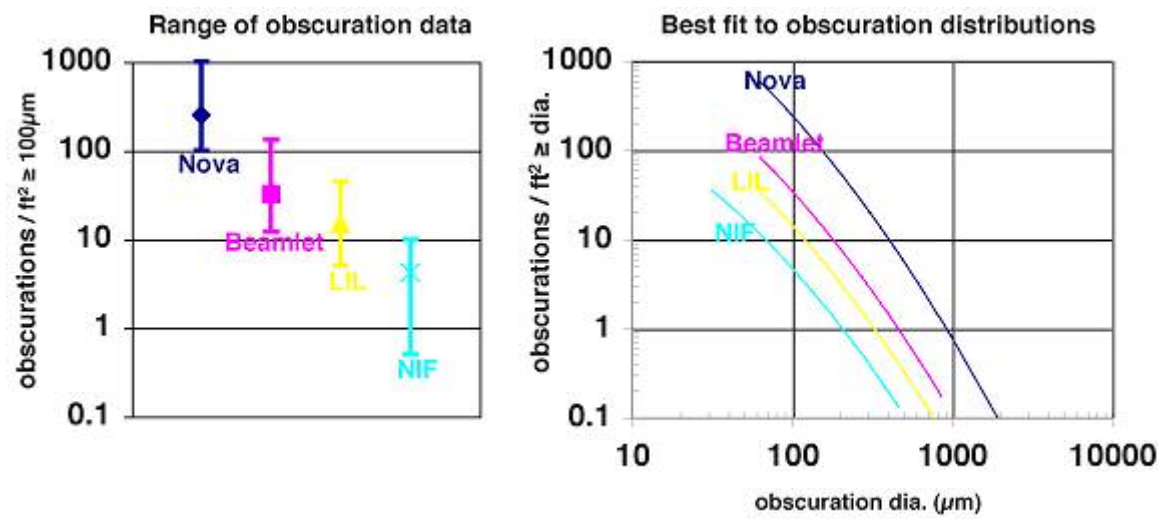 Range of obscuration data
obscurations / ft² ≥ 100µm
1000
100
10
1
0.1
Nova
Beamlet
LIL
NIF
Best fit to obscuration distributions
obscurations / ft² ≥ dia.
1000
100
10
1
0.1
Nova
Beamlet
LIL
NIF
10 100 1000 10000
obscuration dia. (µm)